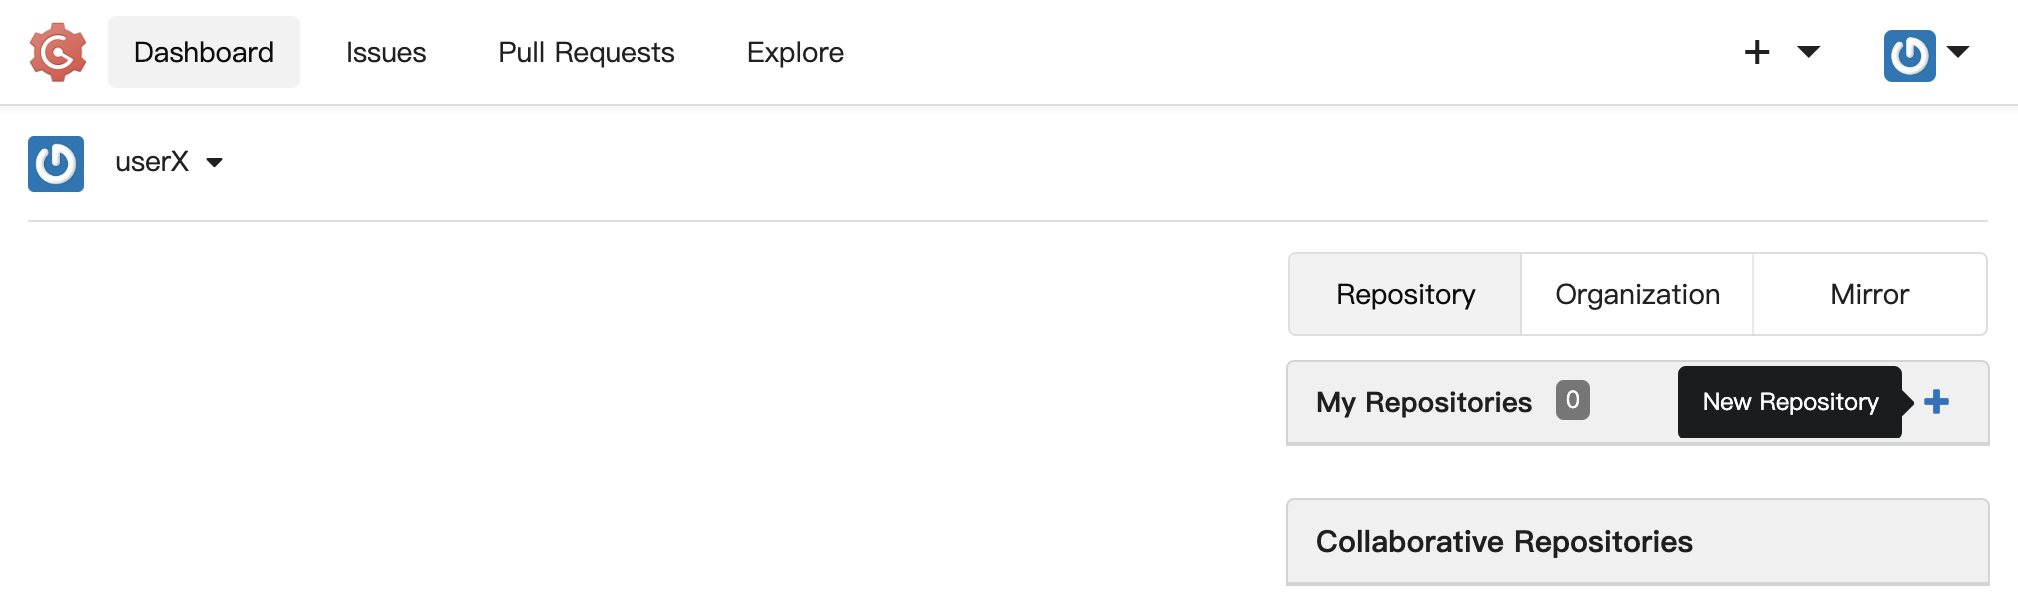 Dashboard Issues Pull Requests Explore
userX
Repository Organization Mirror
My Repositories 0 New Repository
Collaborative Repositories